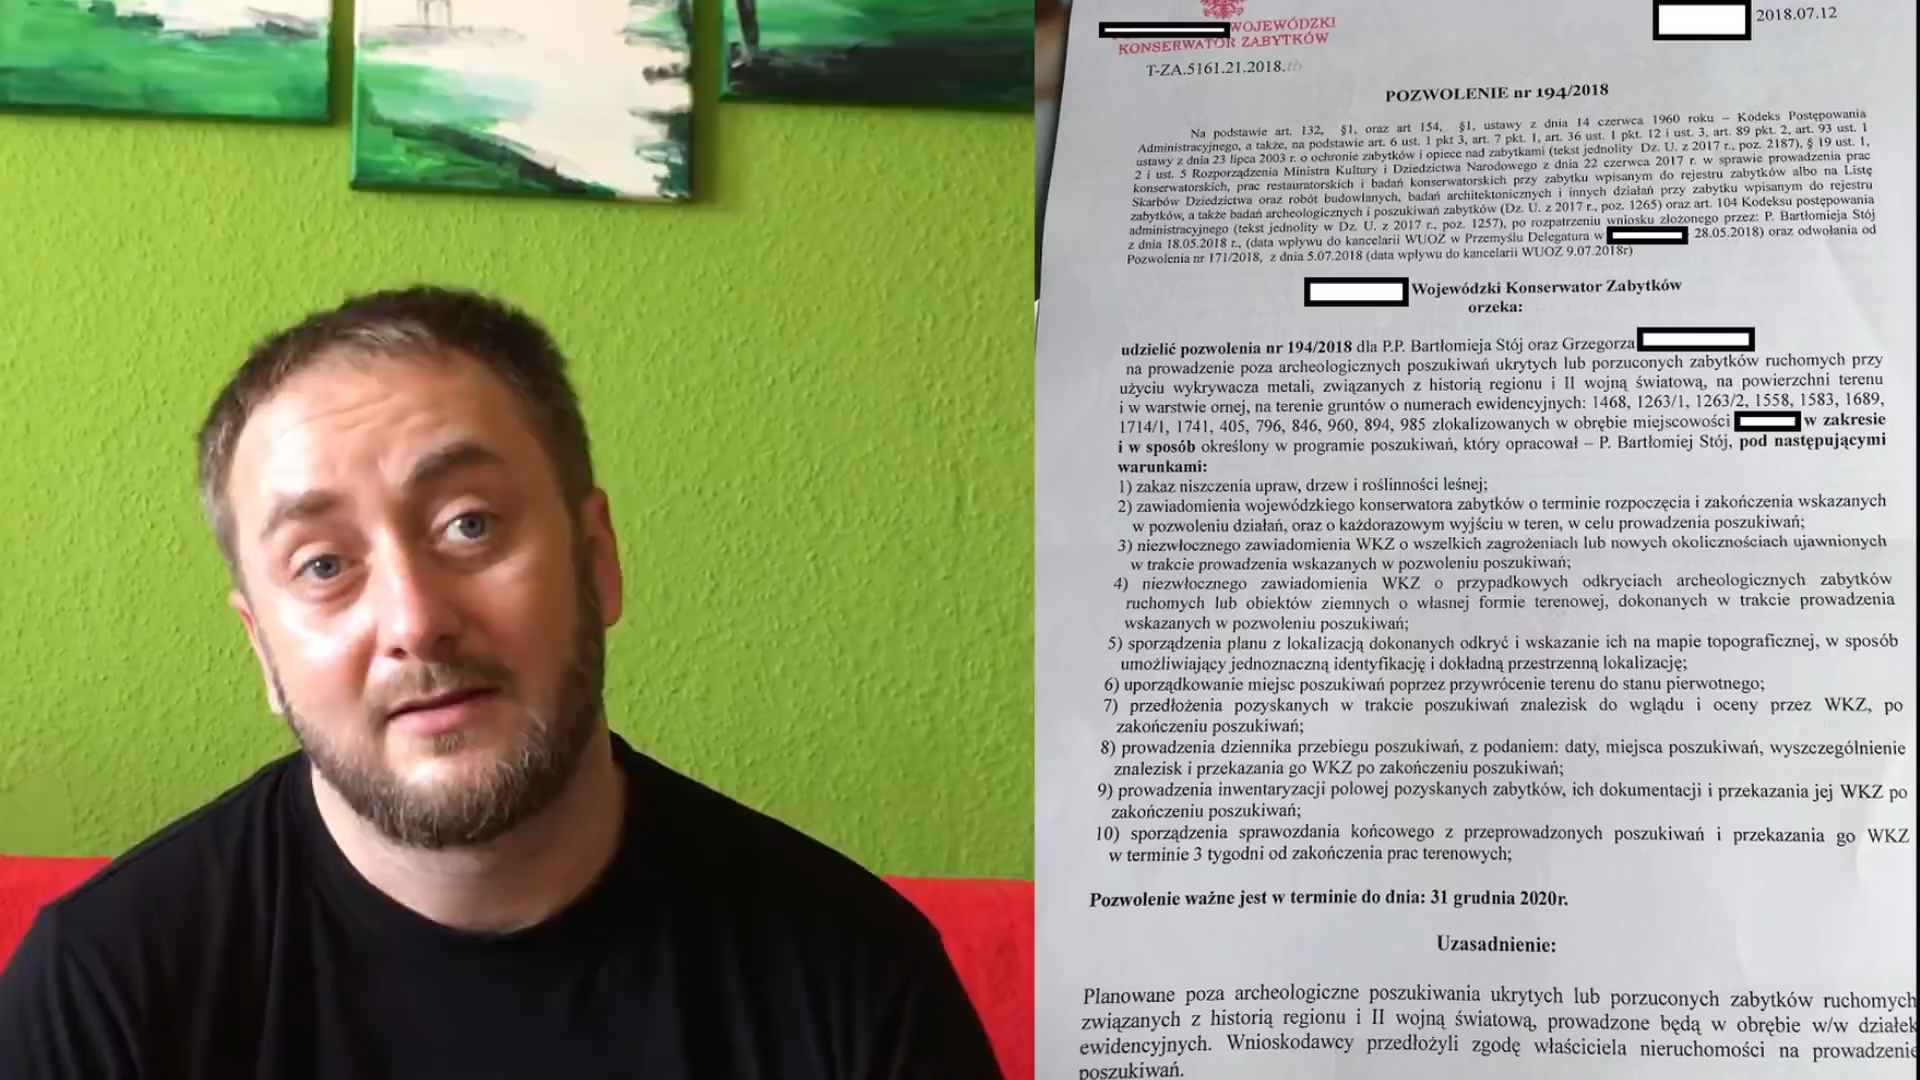 WOJEWÓDZKI
KONSERWATOR ZABYTKÓW
2018.07.12
T-ZA.5161.21.2018.tb
POZWOLENIE nr 194/2018
Na podstawie art. 132, §1, oraz art 154, §1, ustawy z dnia 14 czerwca 1960 roku – Kodeks Postępowania
Administracyjnego, a także, na podstawie art. 6 ust. 1 pkt 3, art. 7 pkt. 1, art. 36 ust. 1 pkt. 12 i ust. 3, art. 89 pkt. 2, art. 93 ust. 1
ustawy z dnia 23 lipca 2003 r. o ochronie zabytków i opiece nad zabytkami (tekst jednolity Dz. U. z 2017 r., poz. 2187), § 19 ust. 1,
2 i ust. 5 Rozporządzenia Ministra Kultury i Dziedzictwa Narodowego z dnia 22 czerwca 2017 r. w sprawie prowadzenia prac
konserwatorskich, prac restauratorskich i badań konserwatorskich przy zabytku wpisanym do rejestru zabytków albo na Listę
Skarbów Dziedzictwa oraz robót budowlanych, badań architektonicznych i innych działań przy zabytku wpisanym do rejestru
zabytków, a także badań archeologicznych i poszukiwań zabytków (Dz. U. z 2017 r., poz. 1265) oraz art. 104 Kodeksu postępowania
administracyjnego (tekst jednolity w Dz. U. z 2017 r., poz. 1257), po rozpatrzeniu wniosku złożonego przez: P. Bartłomieja Stój
z dnia 18.05.2018 r., (data wpływu do kancelarii WUOZ w Przemyślu Delegatura w 28.05.2018) oraz odwołania od
Pozwolenia nr 171/2018, z dnia 5.07.2018 (data wpływu do kancelarii WUOZ 9.07.2018r)
Wojewódzki Konserwator Zabytków
orzeka:
udzielić pozwolenia nr 194/2018 dla P.P. Bartłomieja Stój oraz Grzegorza
na prowadzenie poza archeologicznych poszukiwań ukrytych lub porzuconych zabytków ruchomych przy
użyciu wykrywacza metali, związanych z historią regionu i II wojną światową, na powierzchni terenu
i w warstwie ornej, na terenie gruntów o numerach ewidencyjnych: 1468, 1263/1, 1263/2, 1558, 1583, 1689,
1714/1, 1741, 405, 796, 846, 960, 894, 985 zlokalizowanych w obrębie miejscowości w zakresie
i w sposób określony w programie poszukiwań, który opracował – P. Bartłomiej Stój, pod następującymi
warunkami:
1) zakaz niszczenia upraw, drzew i roślinności leśnej;
2) zawiadomienia wojewódzkiego konserwatora zabytków o terminie rozpoczęcia i zakończenia wskazanych
w pozwoleniu działań, oraz o każdorazowym wyjściu w teren, w celu prowadzenia poszukiwań;
3) niezwłocznego zawiadomienia WKZ o wszelkich zagrożeniach lub nowych okolicznościach ujawnionych
w trakcie prowadzenia wskazanych w pozwoleniu poszukiwań;
4) niezwłocznego zawiadomienia WKZ o przypadkowych odkryciach archeologicznych zabytków
ruchomych lub obiektów ziemnych o własnej formie terenowej, dokonanych w trakcie prowadzenia
wskazanych w pozwoleniu poszukiwań;
5) sporządzenia planu z lokalizacją dokonanych odkryć i wskazanie ich na mapie topograficznej, w sposób
umożliwiający jednoznaczną identyfikację i dokładną przestrzenną lokalizację;
6) uporządkowanie miejsc poszukiwań poprzez przywrócenie terenu do stanu pierwotnego;
7) przedłożenia pozyskanych w trakcie poszukiwań znalezisk do wglądu i oceny przez WKZ, po
zakończeniu poszukiwań;
8) prowadzenia dziennika przebiegu poszukiwań, z podaniem: daty, miejsca poszukiwań, wyszczególnienie
znalezisk i przekazania go WKZ po zakończeniu poszukiwań;
9) prowadzenia inwentaryzacji polowej pozyskanych zabytków, ich dokumentacji i przekazania jej WKZ po
zakończeniu poszukiwań;
10) sporządzenia sprawozdania końcowego z przeprowadzonych poszukiwań i przekazania go WKZ
w terminie 3 tygodni od zakończenia prac terenowych;
Pozwolenie ważne jest w terminie do dnia: 31 grudnia 2020r.
Uzasadnienie:
Planowane poza archeologiczne poszukiwania ukrytych lub porzuconych zabytków ruchomych
związanych z historią regionu i II wojną światową, prowadzone będą w obrębie w/w działek
ewidencyjnych. Wnioskodawcy przedłożyli zgodę właściciela nieruchomości na prowadzenie
poszukiwań.